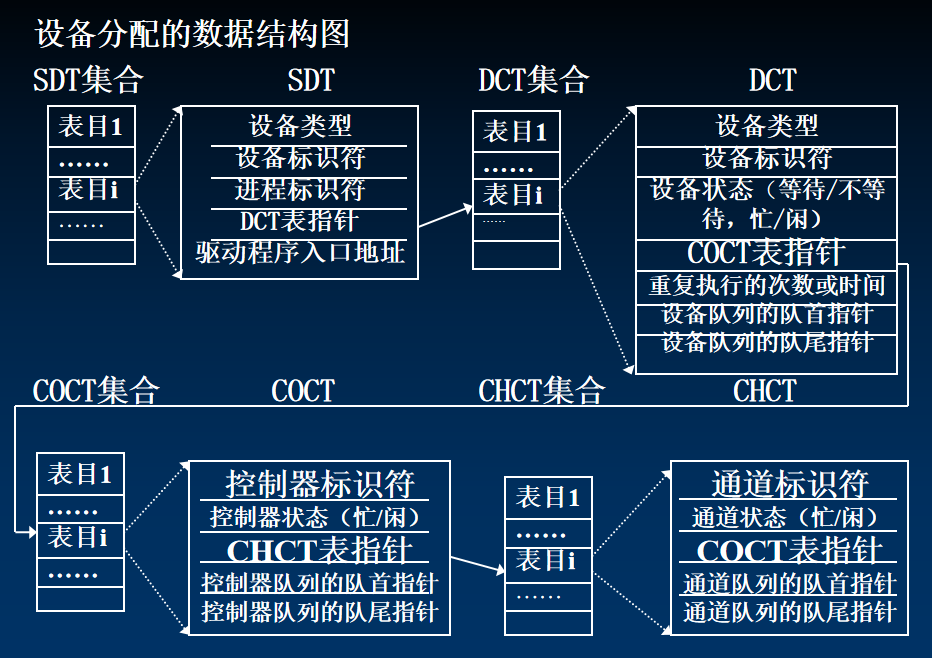 设备分配的数据结构图
SDT集合
SDT
DCT集合
DCT
表目1
……
表目i
……
设备类型
设备标识符
进程标识符
DCT表指针
驱动程序入口地址
表目1
……
表目i
……
设备类型
设备标识符
设备状态（等待/不等
待，忙/闲）
COCT表指针
重复执行的次数或时间
设备队列的队首指针
设备队列的队尾指针
COCT集合
COCT
CHCT集合
CHCT
表目1
……
表目i
……
控制器标识符
控制器状态（忙/闲）
CHCT表指针
控制器队列的队首指针
控制器队列的队尾指针
表目1
……
表目i
……
通道标识符
通道状态（忙/闲）
COCT表指针
通道队列的队首指针
通道队列的队尾指针